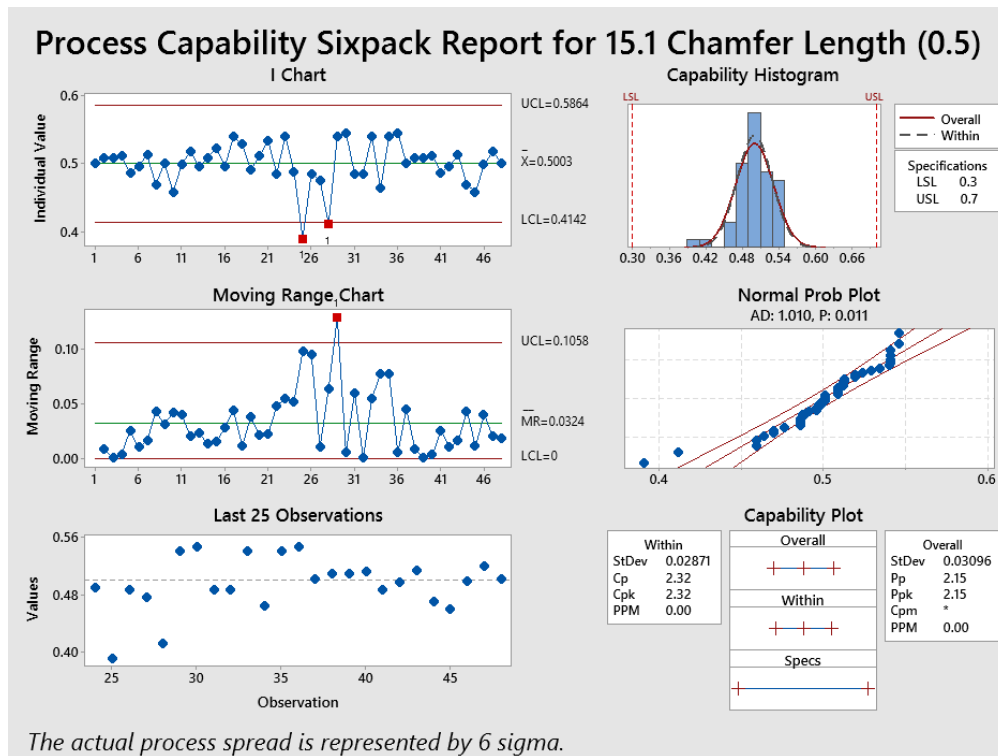 Process Capability Sixpack Report for 15.1 Chamfer Length (0.5)
I Chart
Individual Value
0.6
0.5
0.4
UCL=0.5864
X̄=0.5003
LCL=0.4142
1
1
1 6 11 16 21 26 31 36 41 46
Capability Histogram
LSL
USL
0.30 0.36 0.42 0.48 0.54 0.60 0.66
Overall
Within
Specifications
LSL 0.3
USL 0.7
Moving Range Chart
Moving Range
0.10
0.05
0.00
1
UCL=0.1058
M̅R̅=0.0324
LCL=0
1 6 11 16 21 26 31 36 41 46
Normal Prob Plot
AD: 1.010, P: 0.011
0.4 0.5 0.6
Last 25 Observations
Values
0.56
0.48
0.40
25 30 35 40 45
Observation
Capability Plot
Within
StDev 0.02871
Cp 2.32
Cpk 2.32
PPM 0.00
Overall
Within
Specs
Overall
StDev 0.03096
Pp 2.15
Ppk 2.15
Cpm *
PPM 0.00
The actual process spread is represented by 6 sigma.